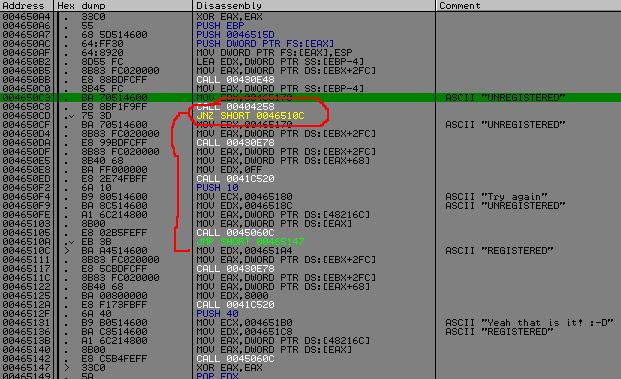 Address Hex dump Disassembly Comment
004650A4 . 33C0 XOR EAX,EAX
004650A6 . 55 PUSH EBP
004650A7 . 68 5D514600 PUSH 0046515D
004650AC . 64:FF30 PUSH DWORD PTR FS:[EAX]
004650AF . 64:8920 MOV DWORD PTR FS:[EAX],ESP
004650B2 . 8D55 FC LEA EDX,DWORD PTR SS:[EBP-4]
004650B5 . 8B83 FC020000 MOV EAX,DWORD PTR DS:[EBX+2FC]
004650BB . E8 88BDFCFF CALL 00430E48
004650C0 . 8B45 FC MOV EAX,DWORD PTR SS:[EBP-4]
004650C3 . BA 70514600 MOV EDX,00465170 ASCII "UNREGISTERED"
004650C8 . E8 8BF1F9FF CALL 00404258
004650CD .v 75 3D JNZ SHORT 0046510C
004650CF . BA 70514600 MOV EDX,00465170 ASCII "UNREGISTERED"
004650D4 . 8B83 FC020000 MOV EAX,DWORD PTR DS:[EBX+2FC]
004650DA . E8 99BDFCFF CALL 00430E78
004650DF . 8B83 FC020000 MOV EAX,DWORD PTR DS:[EBX+2FC]
004650E5 . 8B40 68 MOV EAX,DWORD PTR DS:[EAX+68]
004650E8 . BA FF000000 MOV EDX,0FF
004650ED . E8 2E74FBFF CALL 0041C520
004650F2 . 6A 10 PUSH 10
004650F4 . B9 80514600 MOV ECX,00465180 ASCII "Try again"
004650F9 . BA 8C514600 MOV EDX,0046518C ASCII "UNREGISTERED"
004650FE . A1 6C214800 MOV EAX,DWORD PTR DS:[48216C]
00465103 . 8B00 MOV EAX,DWORD PTR DS:[EAX]
00465105 . E8 02B5FEFF CALL 0045060C
0046510A .v EB 3B JMP SHORT 00465147
0046510C > BA A4514600 MOV EDX,004651A4 ASCII "REGISTERED"
00465111 . 8B83 FC020000 MOV EAX,DWORD PTR DS:[EBX+2FC]
00465117 . E8 5CBDFCFF CALL 00430E78
0046511C . 8B83 FC020000 MOV EAX,DWORD PTR DS:[EBX+2FC]
00465122 . 8B40 68 MOV EAX,DWORD PTR DS:[EAX+68]
00465125 . BA 00800000 MOV EDX,8000
0046512A . E8 F173FBFF CALL 0041C520
0046512F . 6A 40 PUSH 40
00465131 . B9 B0514600 MOV ECX,004651B0 ASCII "Yeah that is it! :-D"
00465136 . BA C8514600 MOV EDX,004651C8 ASCII "REGISTERED"
0046513B . A1 6C214800 MOV EAX,DWORD PTR DS:[48216C]
00465140 . 8B00 MOV EAX,DWORD PTR DS:[EAX]
00465142 . E8 C5B4FEFF CALL 0045060C
00465147 > 33C0 XOR EAX,EAX
00465149 . 5A POP EDX